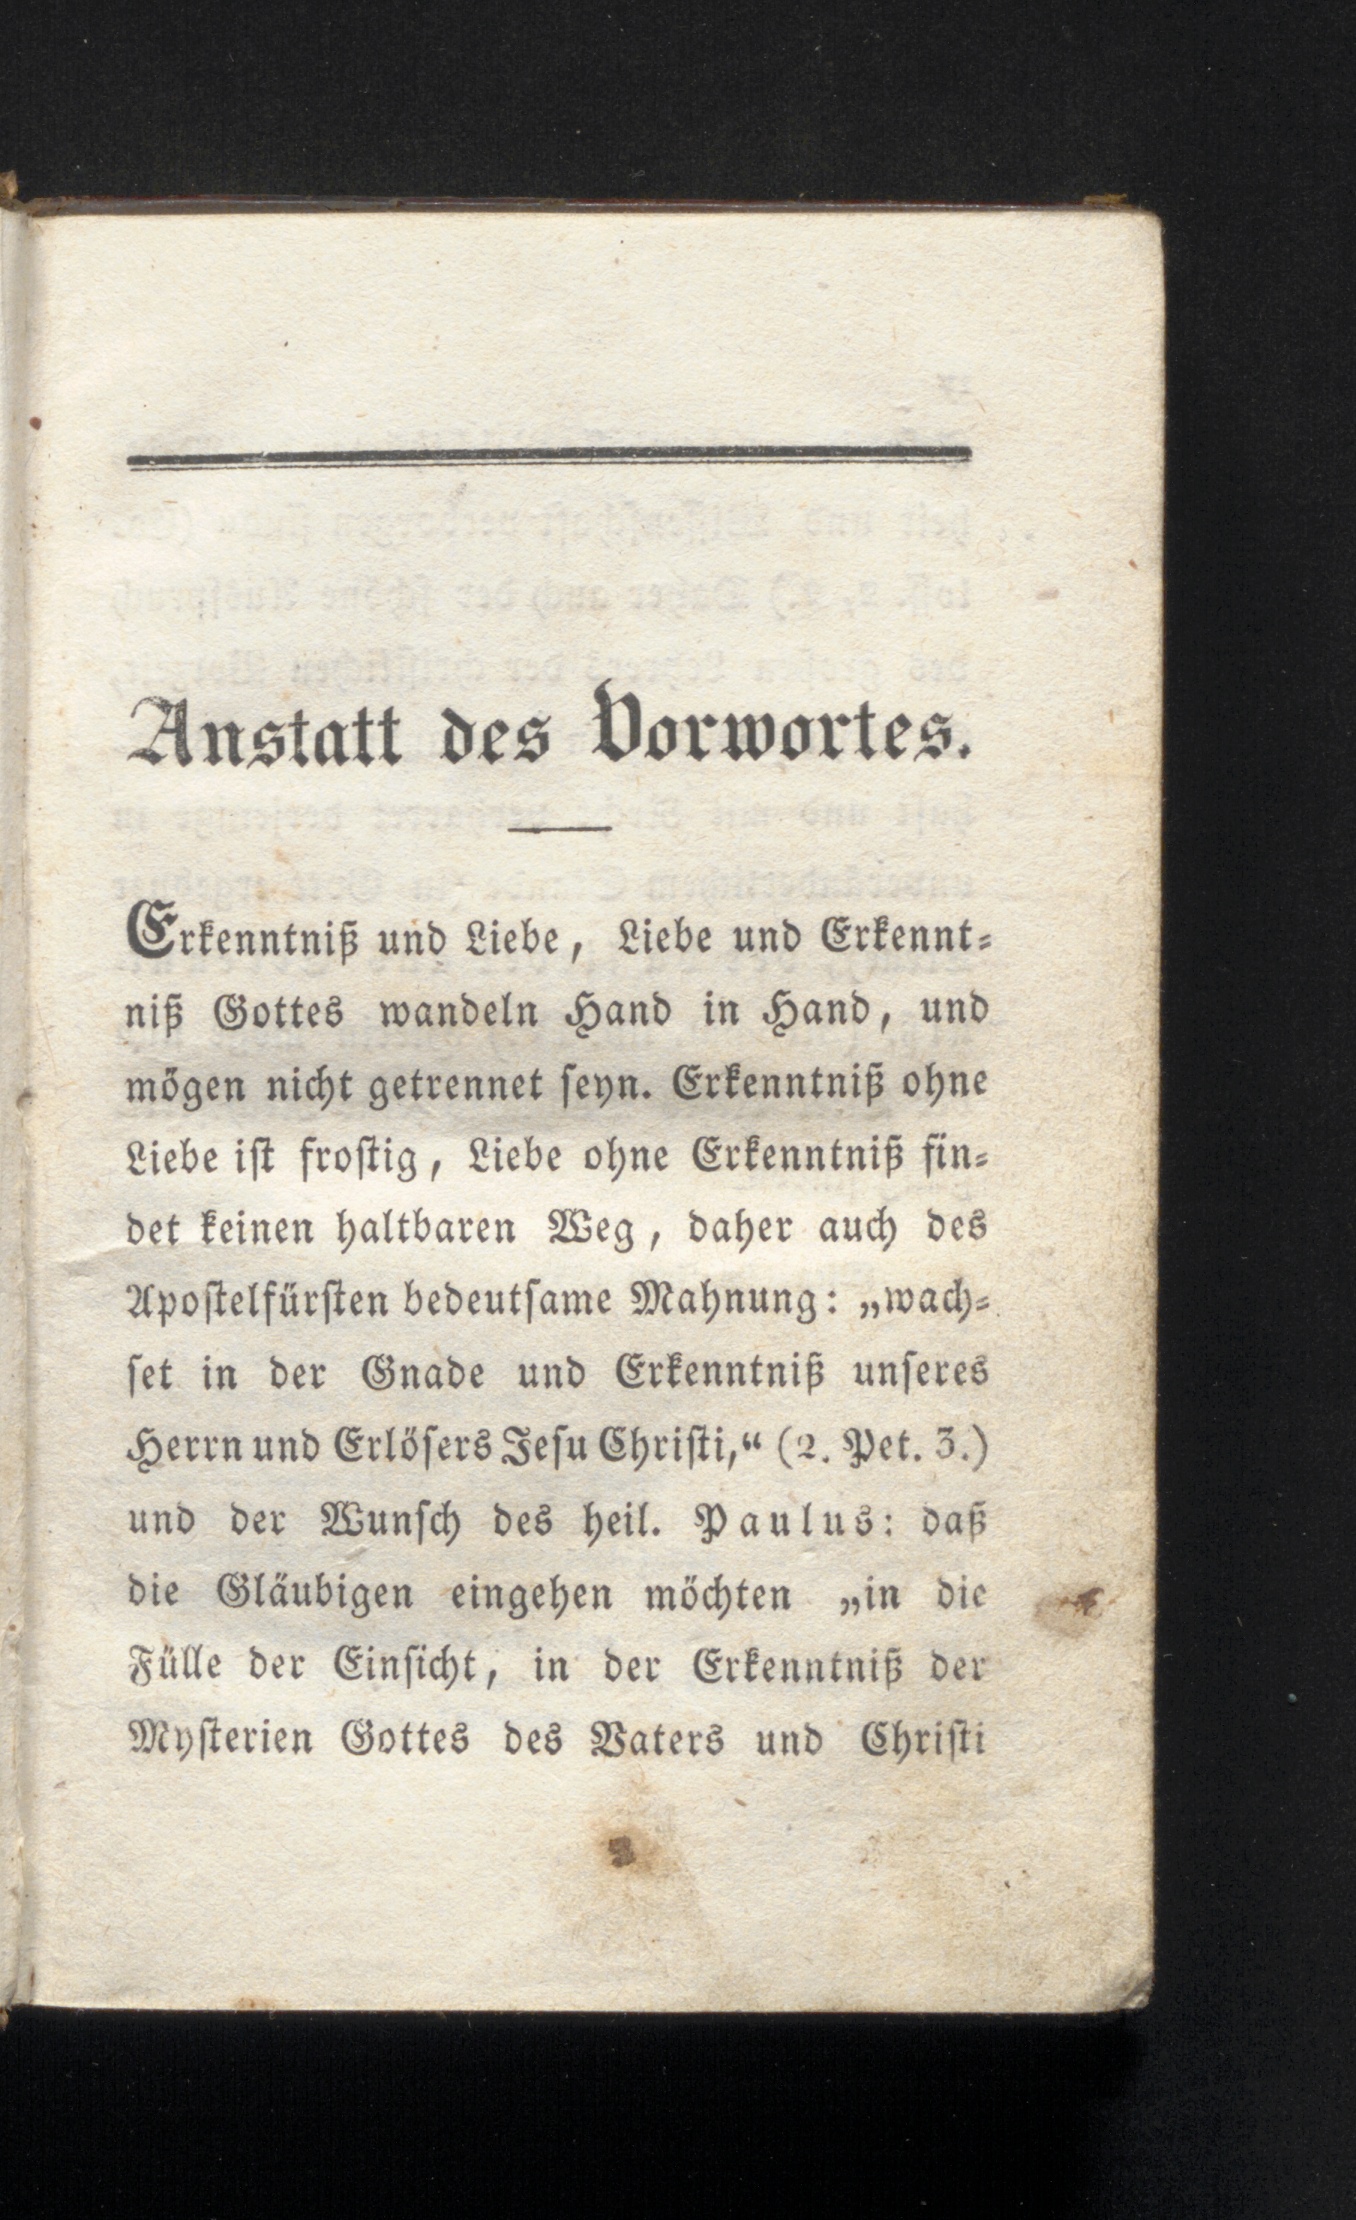 Anstatt des Vorwortes.
Erkenntniß und Liebe, Liebe und Erkennt⸗
niß Gottes wandeln Hand in Hand, und
mögen nicht getrennet ſeyn. Erkenntniß ohne
Liebe iſt froſtig, Liebe ohne Erkenntniß fin⸗
det keinen haltbaren Weg, daher auch des
Apoſtelfürſten bedeutſame Mahnung: „wach⸗
ſet in der Gnade und Erkenntniß unſeres
Herrn und Erlöſers Jeſu Chriſti,“ (2. Pet. 3.)
und der Wunſch des heil. Paulus: daß
die Gläubigen eingehen möchten „in die
Fülle der Einſicht, in der Erkenntniß der
Myſterien Gottes des Vaters und Chriſti